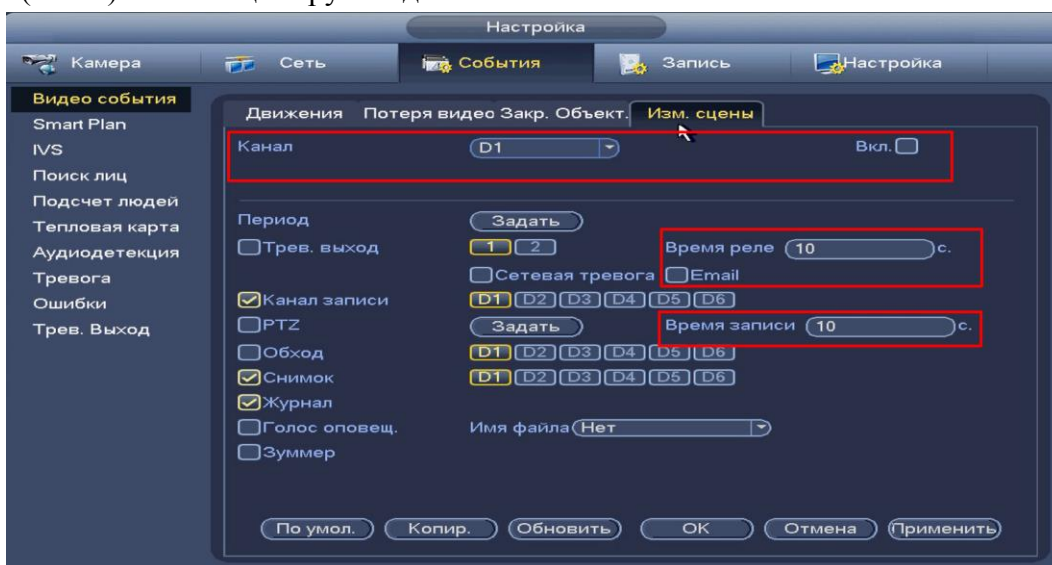 Настройка
Камера Сеть События Запись Настройка
Видео события
Smart Plan
IVS
Поиск лиц
Подсчет людей
Тепловая карта
Аудиодетекция
Тревога
Ошибки
Трев. Выход
Движения Потеря видео Закр. Объект. Изм. сцены
Канал D1 Вкл.
Период Задать
Трев. выход 1 2 Время реле 10 с.
Сетевая тревога Email
Канал записи D1 D2 D3 D4 D5 D6
PTZ Задать Время записи 10 с.
Обход D1 D2 D3 D4 D5 D6
Снимок D1 D2 D3 D4 D5 D6
Журнал
Голос оповещ. Имя файла Нет
Зуммер
По умол. Копир. Обновить OK Отмена Применить